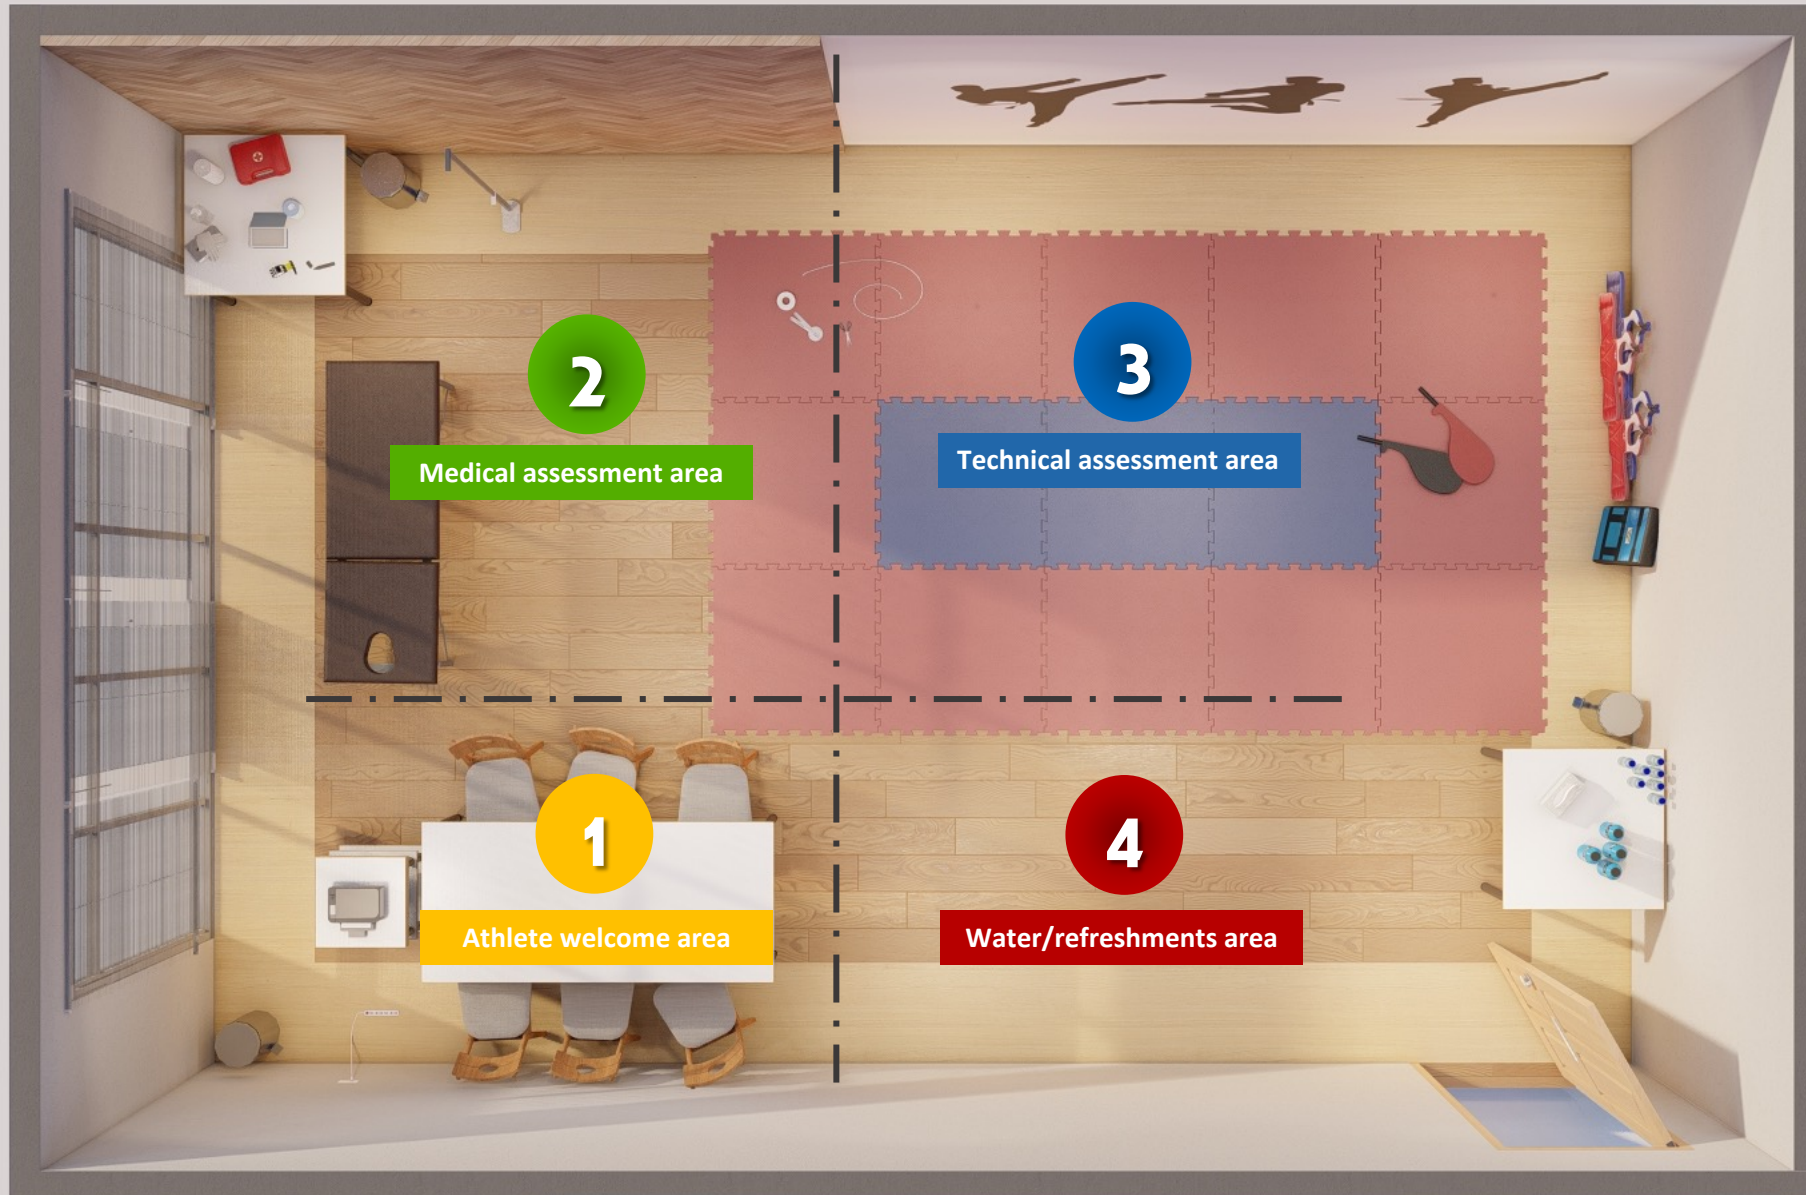 2
Medical assessment area
3
Technical assessment area
1
Athlete welcome area
4
Water/refreshments area